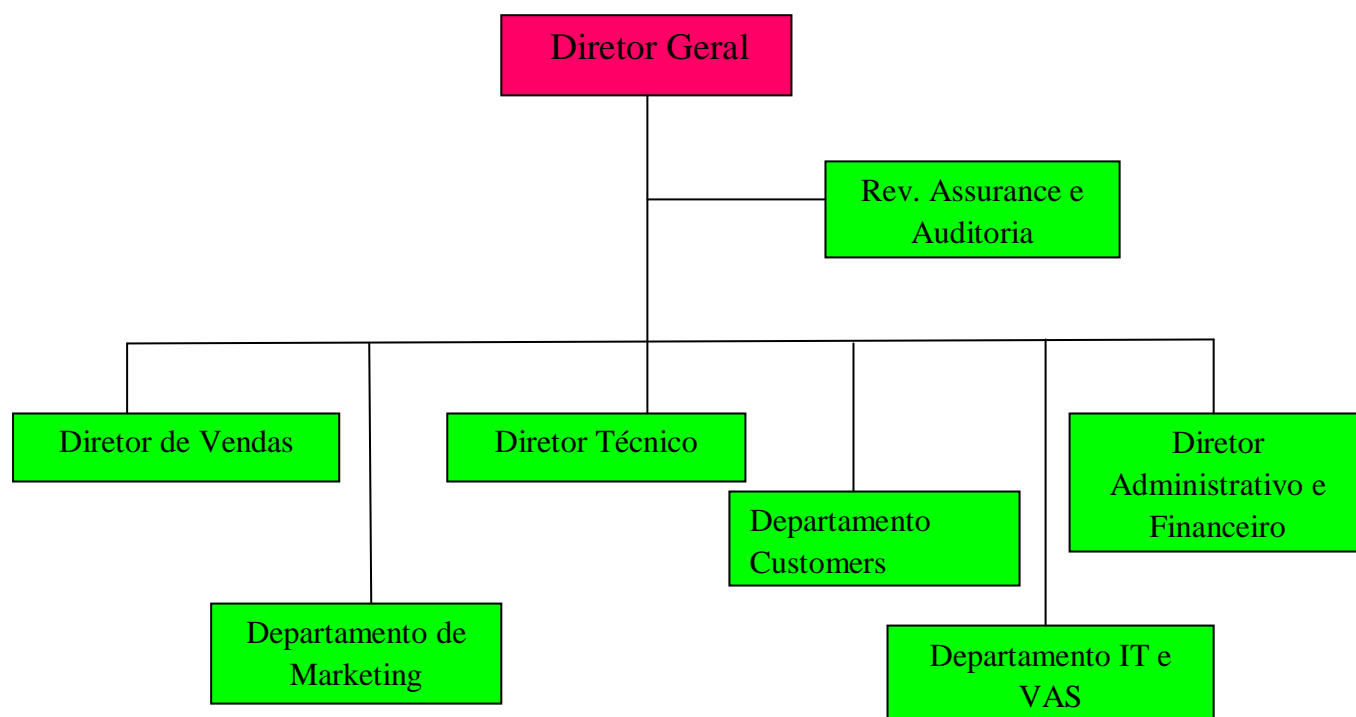 Diretor Geral
Rev. Assurance e
Auditoria
Diretor de Vendas
Diretor Técnico
Diretor
Administrativo e
Financeiro
Departamento
Customers
Departamento de
Marketing
Departamento IT e
VAS